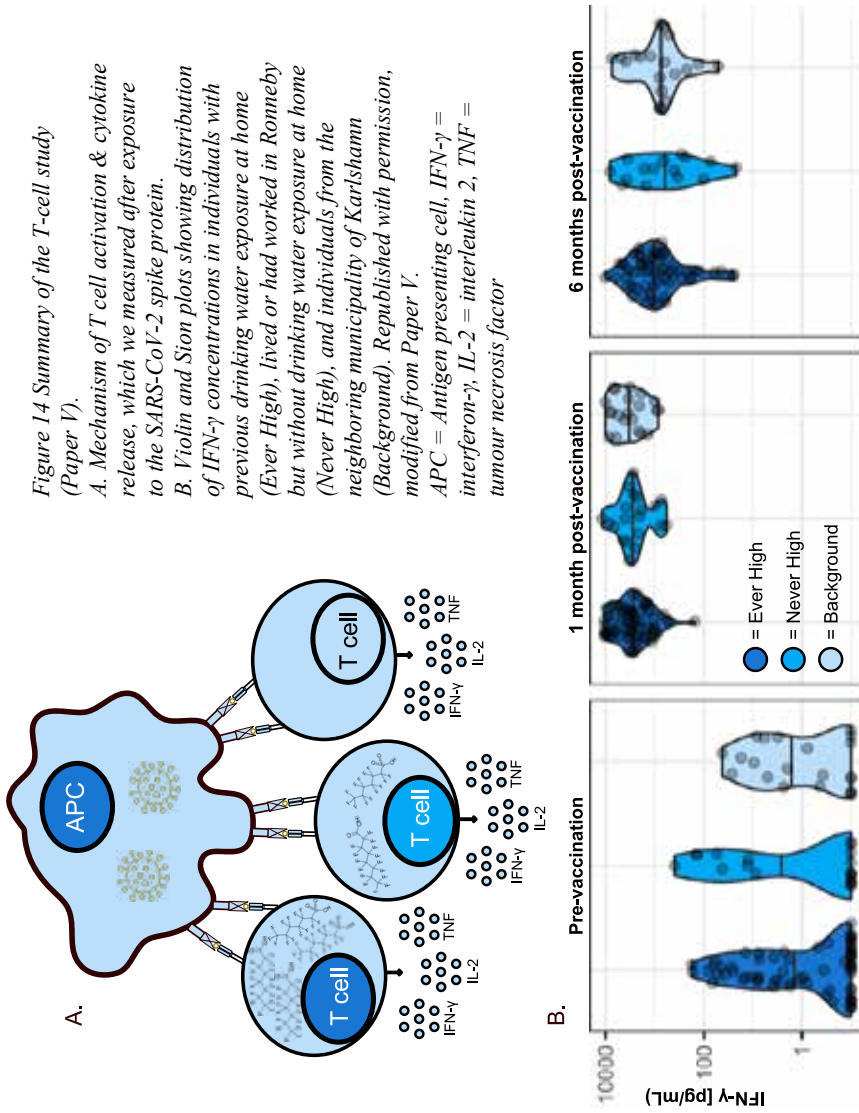 Figure 14 Summary of the T-cell study
(Paper V).
A. Mechanism of T cell activation & cytokine
release, which we measured after exposure
to the SARS-CoV-2 spike protein.
B. Violin and Sion plots showing distribution
of IFN-γ concentrations in individuals with
previous drinking water exposure at home
(Ever High), lived or had worked in Ronneby
but without drinking water exposure at home
(Never High), and individuals from the
neighboring municipality of Karlshamn
(Background). Republished with permission,
modified from Paper V.
APC = Antigen presenting cell, IFN-γ =
interferon-γ, IL-2 = interleukin 2, TNF =
tumour necrosis factor
A.
APC
T cell
T cell
T cell
IFN-γ
IL-2
TNF
IFN-γ
IL-2
TNF
IFN-γ
IL-2
TNF
B.
Pre-vaccination
1 month post-vaccination
6 months post-vaccination
IFN-γ [pg/mL]
10000
100
1
= Ever High
= Never High
= Background